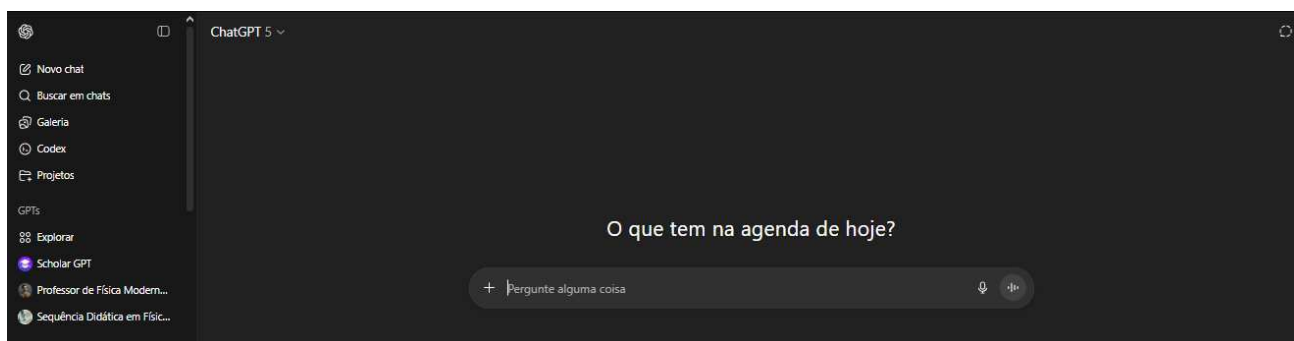 ChatGPT 5
Novo chat
Buscar em chats
Galeria
Codex
Projetos
GPTs
Explorar
Scholar GPT
Professor de Física Modern...
Sequência Didática em Físic...
O que tem na agenda de hoje?
Pergunte alguma coisa